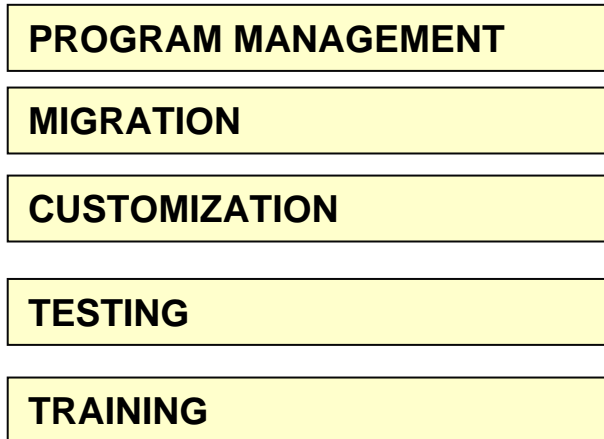 PROGRAM MANAGEMENT
MIGRATION
CUSTOMIZATION
TESTING
TRAINING